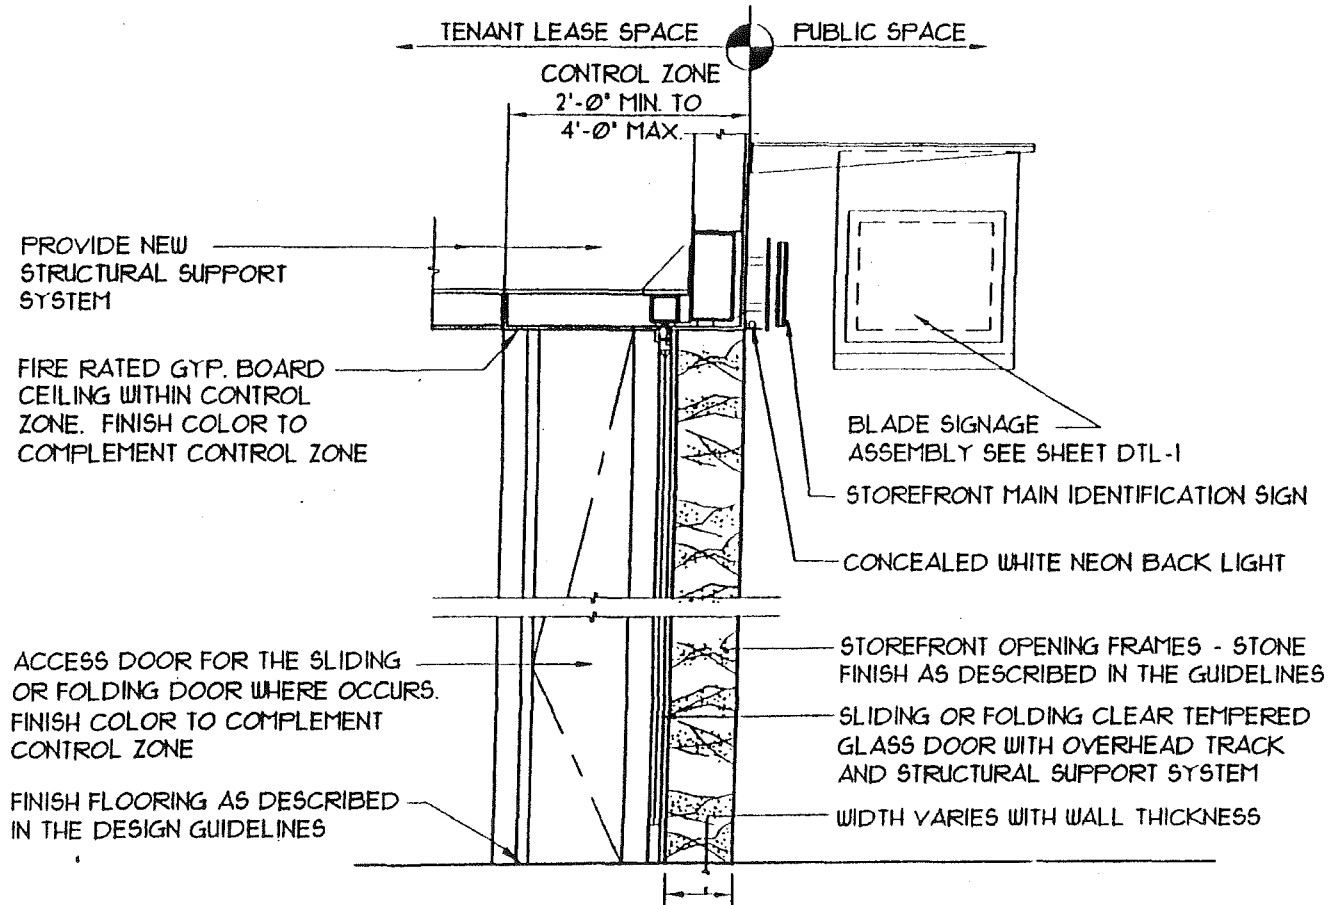 TENANT LEASE SPACE
PUBLIC SPACE
CONTROL ZONE
2'-0" MIN. TO
4'-0" MAX.
PROVIDE NEW
STRUCTURAL SUPPORT
SYSTEM
FIRE RATED GYP. BOARD
CEILING WITHIN CONTROL
ZONE. FINISH COLOR TO
COMPLEMENT CONTROL ZONE
BLADE SIGNAGE
ASSEMBLY SEE SHEET DTL-1
STOREFRONT MAIN IDENTIFICATION SIGN
CONCEALED WHITE NEON BACK LIGHT
ACCESS DOOR FOR THE SLIDING
OR FOLDING DOOR WHERE OCCURS.
FINISH COLOR TO COMPLEMENT
CONTROL ZONE
FINISH FLOORING AS DESCRIBED
IN THE DESIGN GUIDELINES
STOREFRONT OPENING FRAMES - STONE
FINISH AS DESCRIBED IN THE GUIDELINES
SLIDING OR FOLDING CLEAR TEMPERED
GLASS DOOR WITH OVERHEAD TRACK
AND STRUCTURAL SUPPORT SYSTEM
WIDTH VARIES WITH WALL THICKNESS